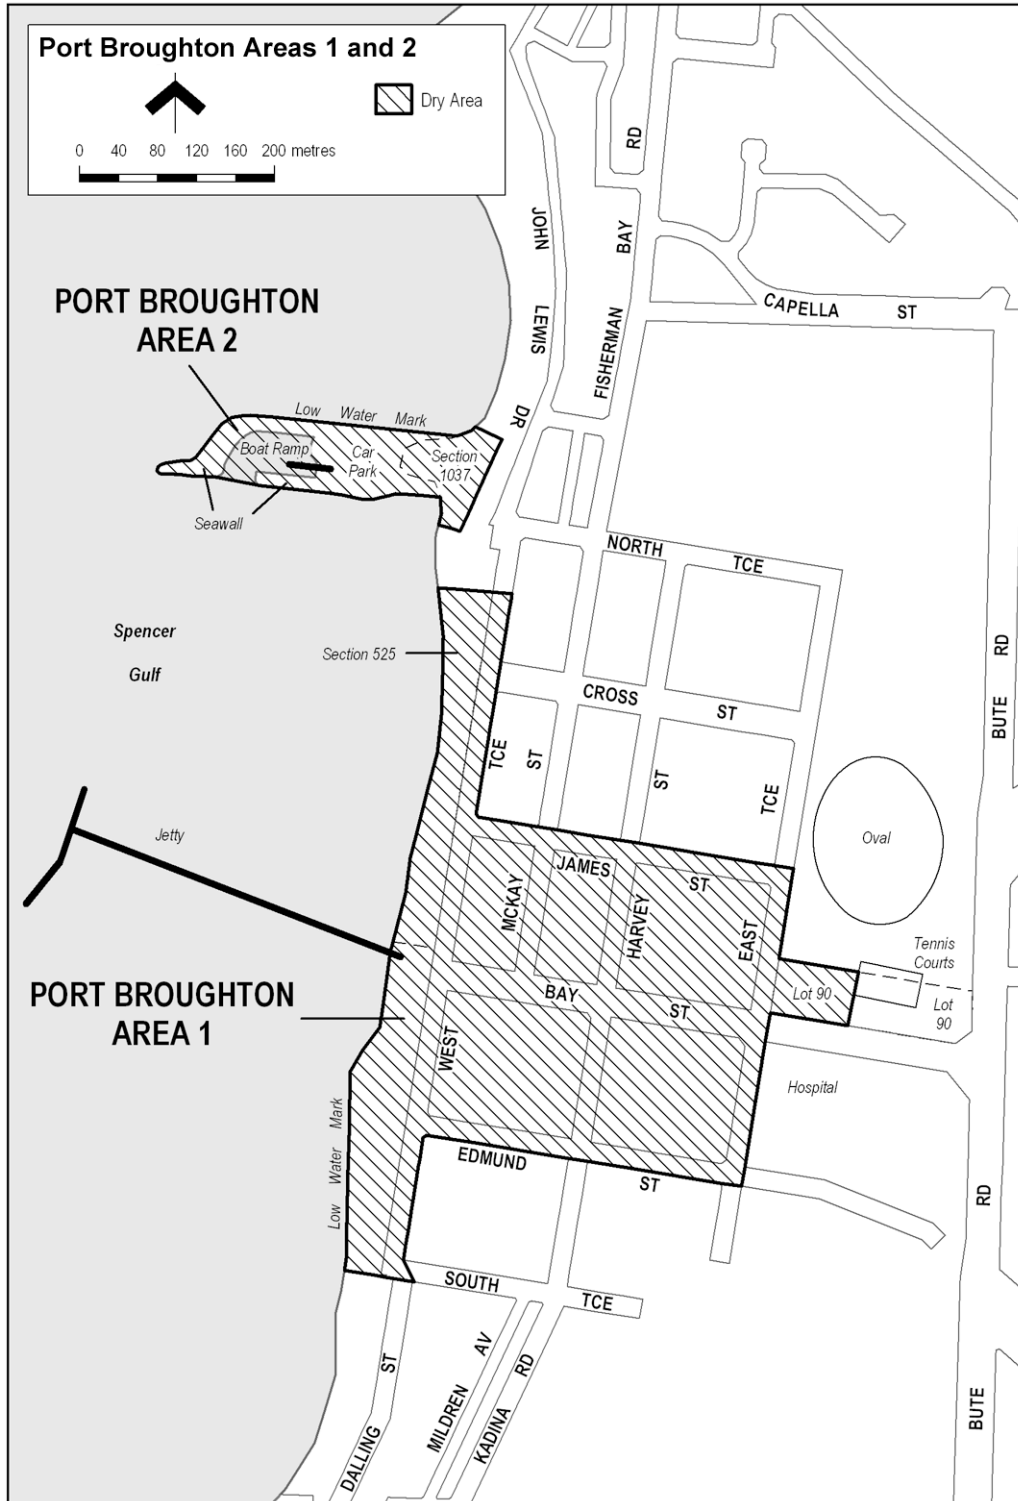 Port Broughton Areas 1 and 2
Dry Area
0 40 80 120 160 200 metres
RD
JOHN
BAY
LEWIS
FISHERMAN
DR
CAPELLA ST
PORT BROUGHTON
AREA 2
Low Water Mark
Boat Ramp
Car
Park
Section
1037
Seawall
NORTH TCE
Spencer
Gulf
Section 525
RD
BUTE
CROSS ST
TCE
ST
ST
TCE
Jetty
Oval
JAMES ST
MCKAY
HARVEY
EAST
Tennis
Courts
Lot 90
Lot
90
PORT BROUGHTON
AREA 1
BAY ST
WEST
Hospital
Low Water Mark
EDMUND ST
RD
SOUTH TCE
ST
DALLING
AV
MILDREN
RD
KADINA
BUTE